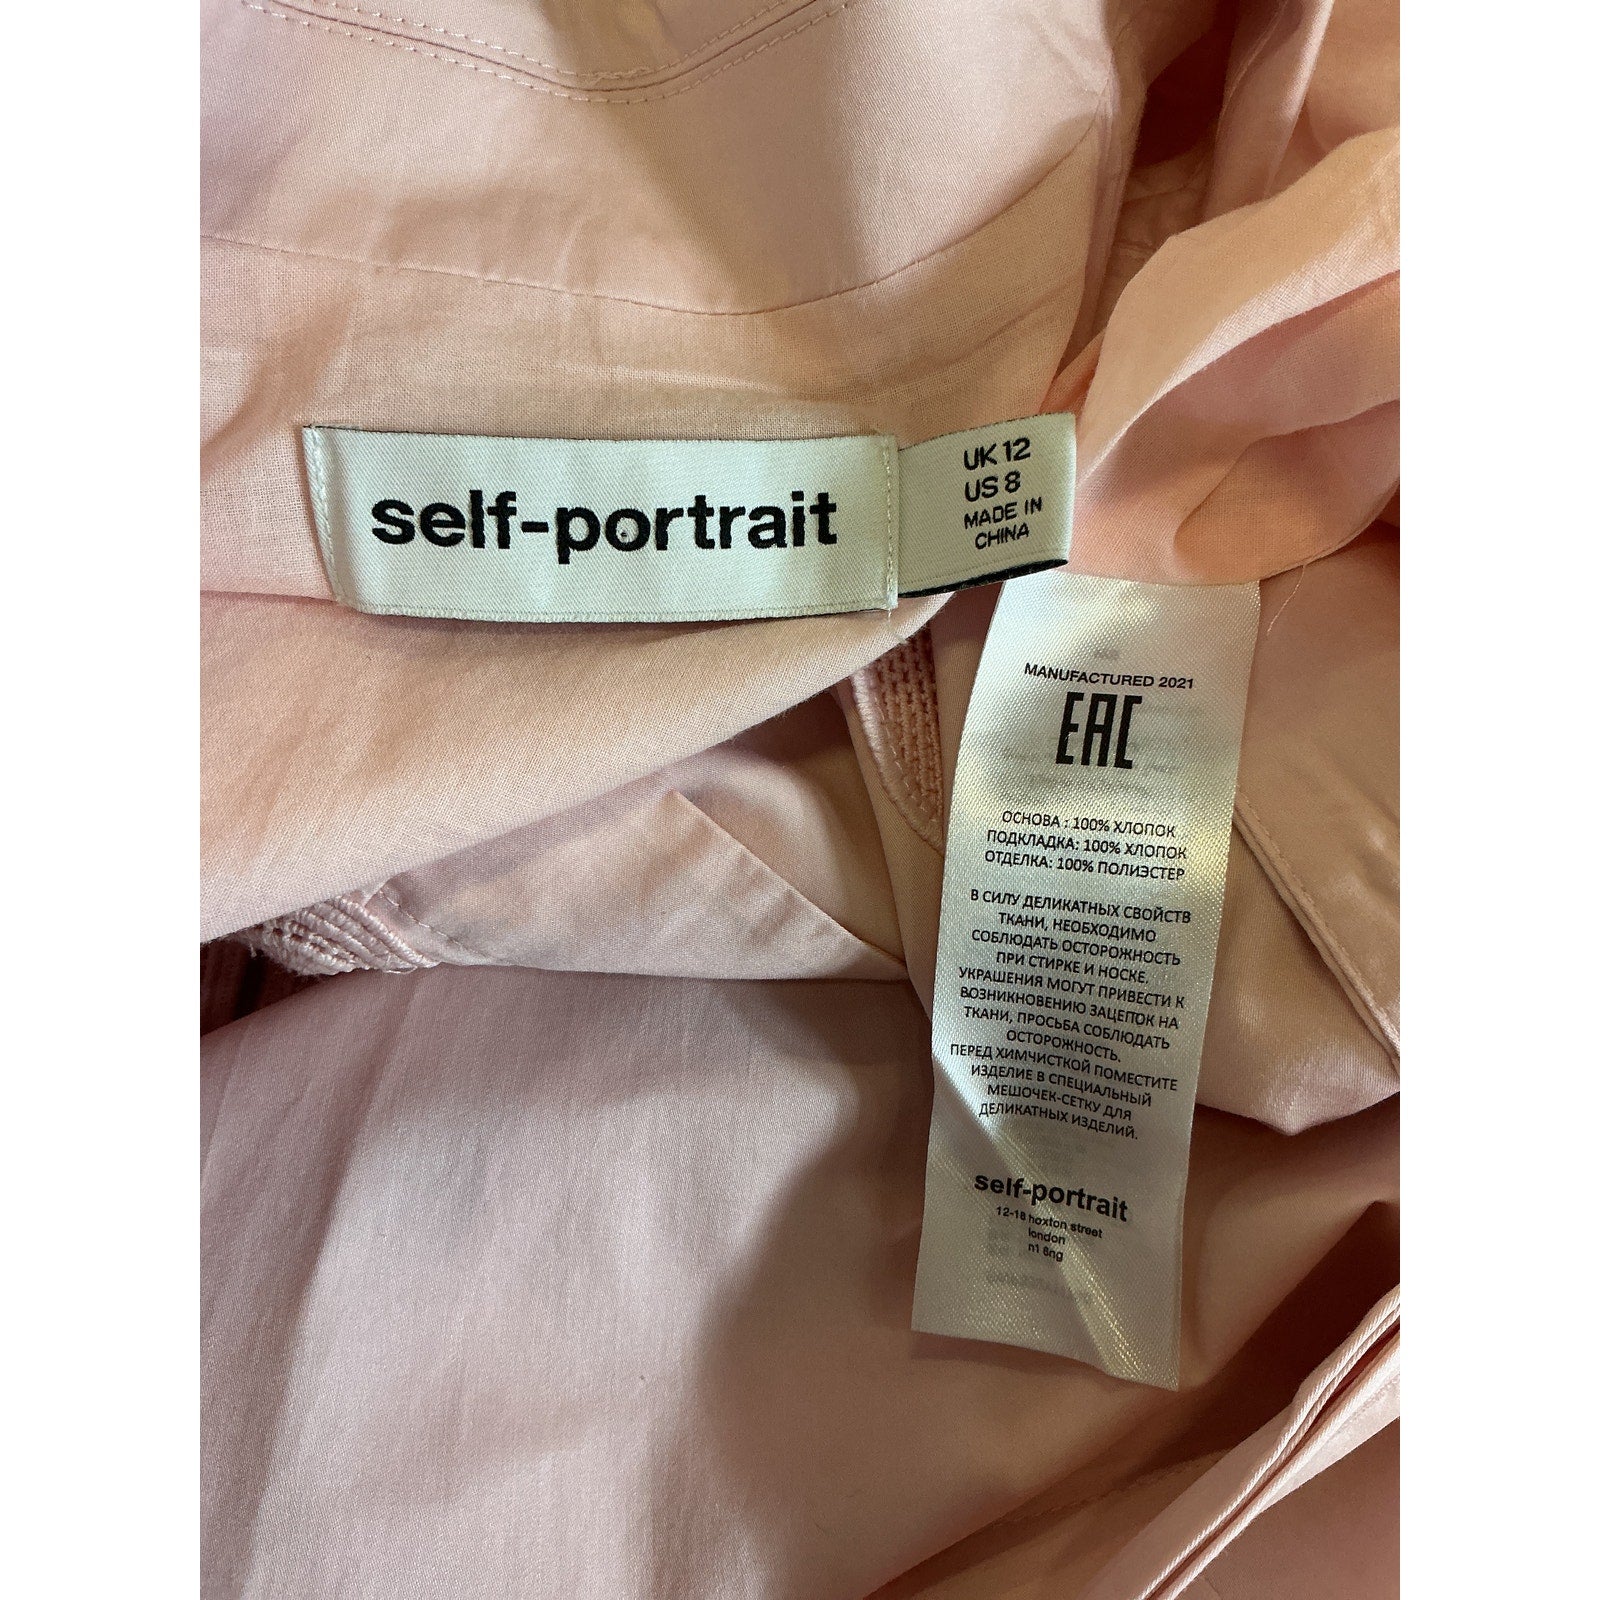 self-portrait
UK 12
US 8
MADE IN
CHINA
MANUFACTURED 2021
EAC
ОСНОВА : 100% ХЛОПОК
ПОДКЛАДКА: 100% ХЛОПОК
ОТДЕЛКА: 100% ПОЛИЭСТЕР
В СИЛУ ДЕЛИКАТНЫХ СВОЙСТВ
ТКАНИ, НЕОБХОДИМО
СОБЛЮДАТЬ ОСТОРОЖНОСТЬ
ПРИ СТИРКЕ И НОСКЕ.
УКРАШЕНИЯ МОГУТ ПРИВЕСТИ К
ВОЗНИКНОВЕНИЮ ЗАЦЕПОК НА
ТКАНИ, ПРОСЬБА СОБЛЮДАТЬ
ОСТОРОЖНОСТЬ.
ПЕРЕД ХИМЧИСТКОЙ ПОМЕСТИТЕ
ИЗДЕЛИЕ В СПЕЦИАЛЬНЫЙ
МЕШОЧЕК-СЕТКУ ДЛЯ
ДЕЛИКАТНЫХ ИЗДЕЛИЙ.
self-portrait
12-18 hoxton street
london
n1 6ng